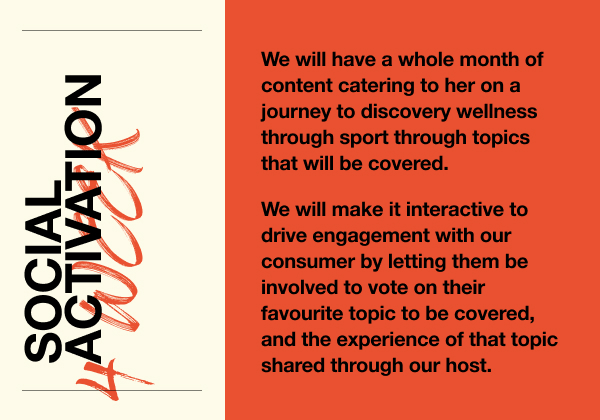 SOCIAL
ACTIVATION
4 WEEK
We will have a whole month of
content catering to her on a
journey to discovery wellness
through sport through topics
that will be covered.
We will make it interactive to
drive engagement with our
consumer by letting them be
involved to vote on their
favourite topic to be covered,
and the experience of that topic
shared through our host.